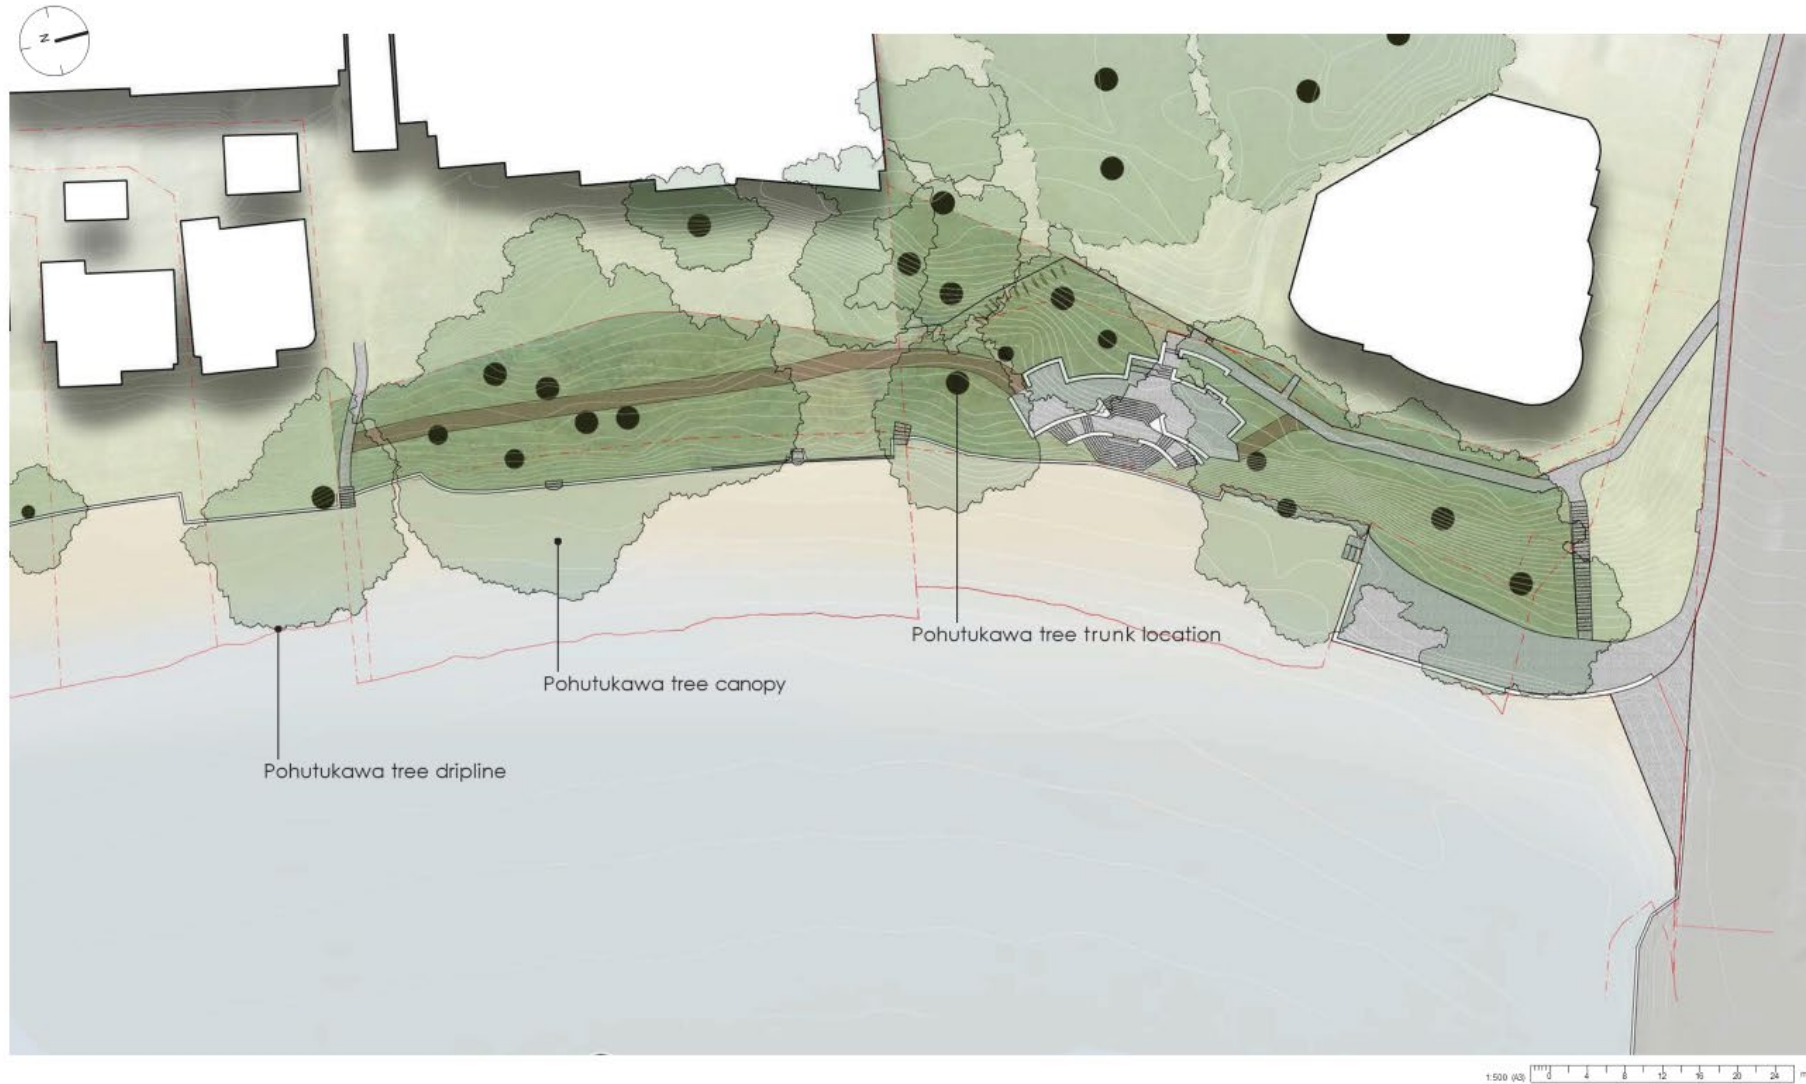 N
Pohutukawa tree trunk location
Pohutukawa tree canopy
Pohutukawa tree dripline
1:500 (A3) 0 4 8 12 16 20 24 m